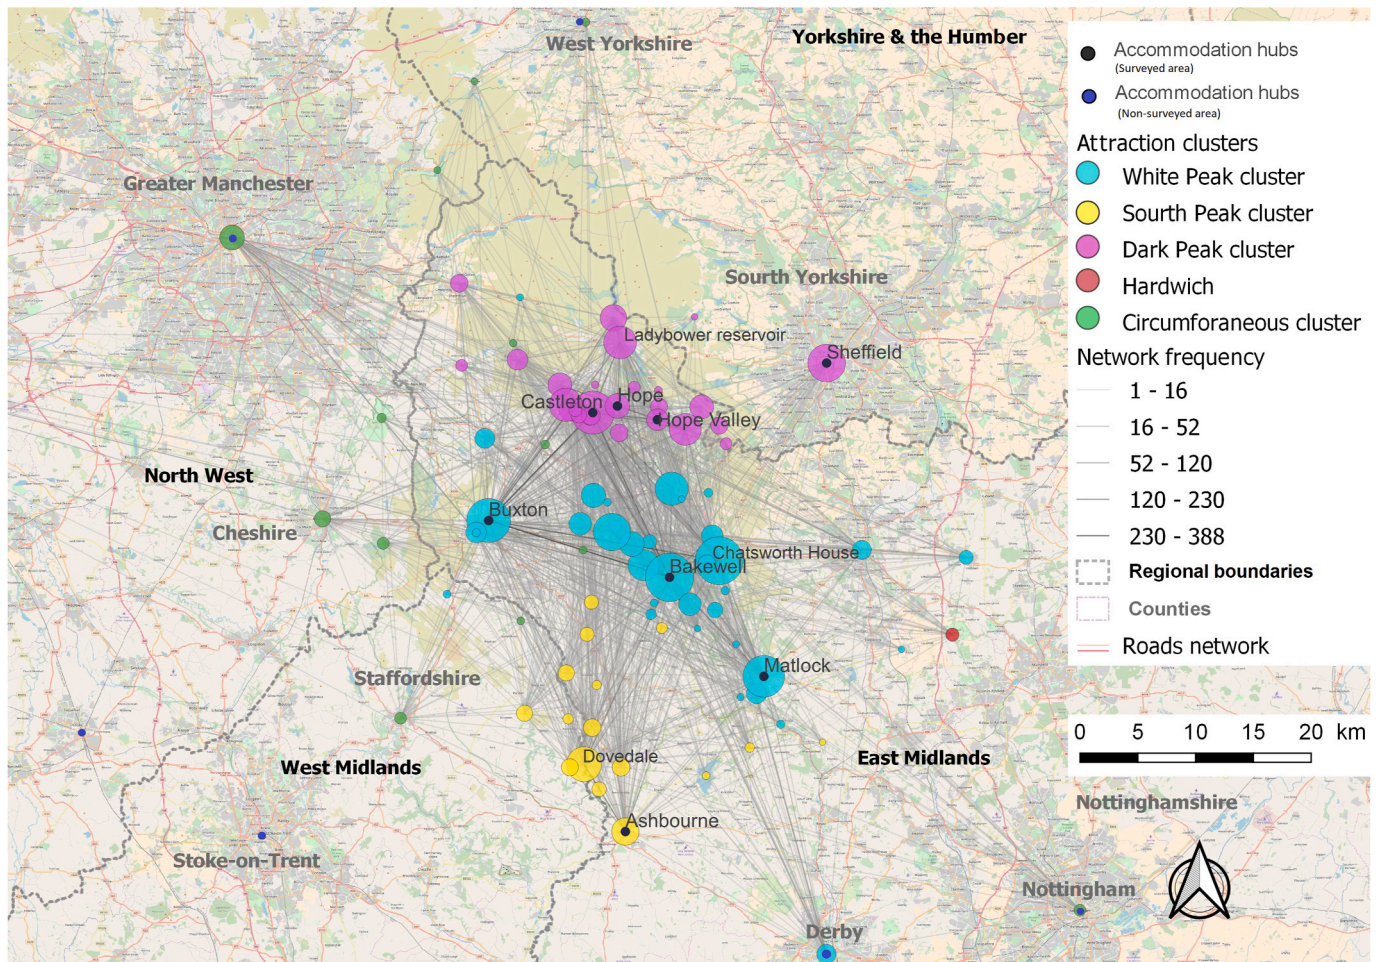 West Yorkshire
Yorkshire & the Humber
Greater Manchester
South Yorkshire
Ladybower reservoir
Sheffield
Castleton
Hope
Hope Valley
North West
Buxton
Cheshire
Chatsworth House
Bakewell
Matlock
Staffordshire
Dovedale
East Midlands
West Midlands
Ashbourne
Stoke-on-Trent
Nottinghamshire
Nottingham
Derby
Accommodation hubs
(Surveyed area)
Accommodation hubs
(Non-surveyed area)
Attraction clusters
White Peak cluster
Sourth Peak cluster
Dark Peak cluster
Hardwich
Circumforaneous cluster
Network frequency
1 - 16
16 - 52
52 - 120
120 - 230
230 - 388
Regional boundaries
Counties
Roads network
0 5 10 15 20 km